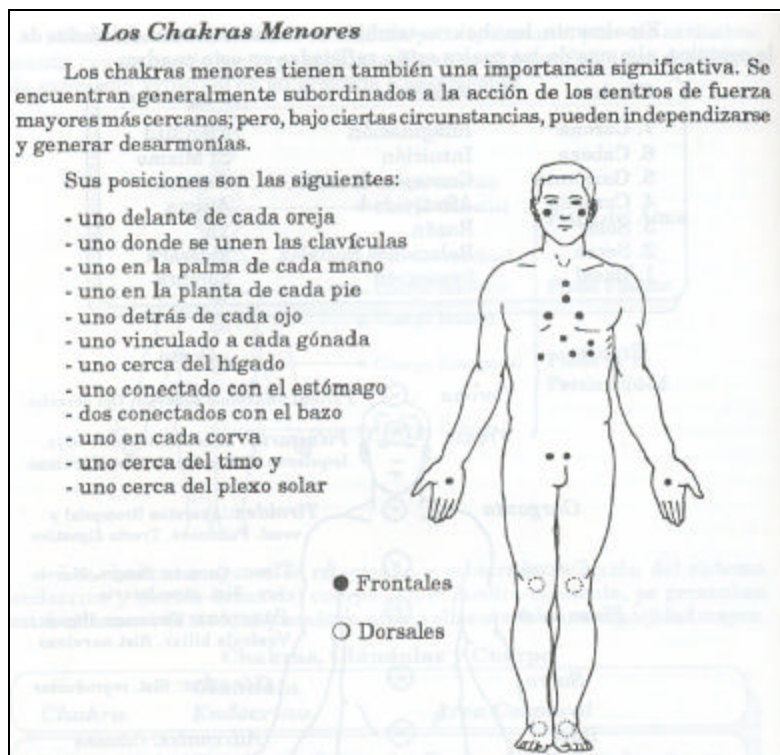 Los Chakras Menores
Los chakras menores tienen también una importancia significativa. Se
encuentran generalmente subordinados a la acción de los centros de fuerza
mayores más cercanos; pero, bajo ciertas circunstancias, pueden independizarse
y generar desarmonías.
Sus posiciones son las siguientes:
- uno delante de cada oreja
- uno donde se unen las clavículas
- uno en la palma de cada mano
- uno en la planta de cada pie
- uno detrás de cada ojo
- uno vinculado a cada gónada
- uno cerca del hígado
- uno conectado con el estómago
- dos conectados con el bazo
- uno en cada corva
- uno cerca del timo y
- uno cerca del plexo solar
Frontales
Dorsales